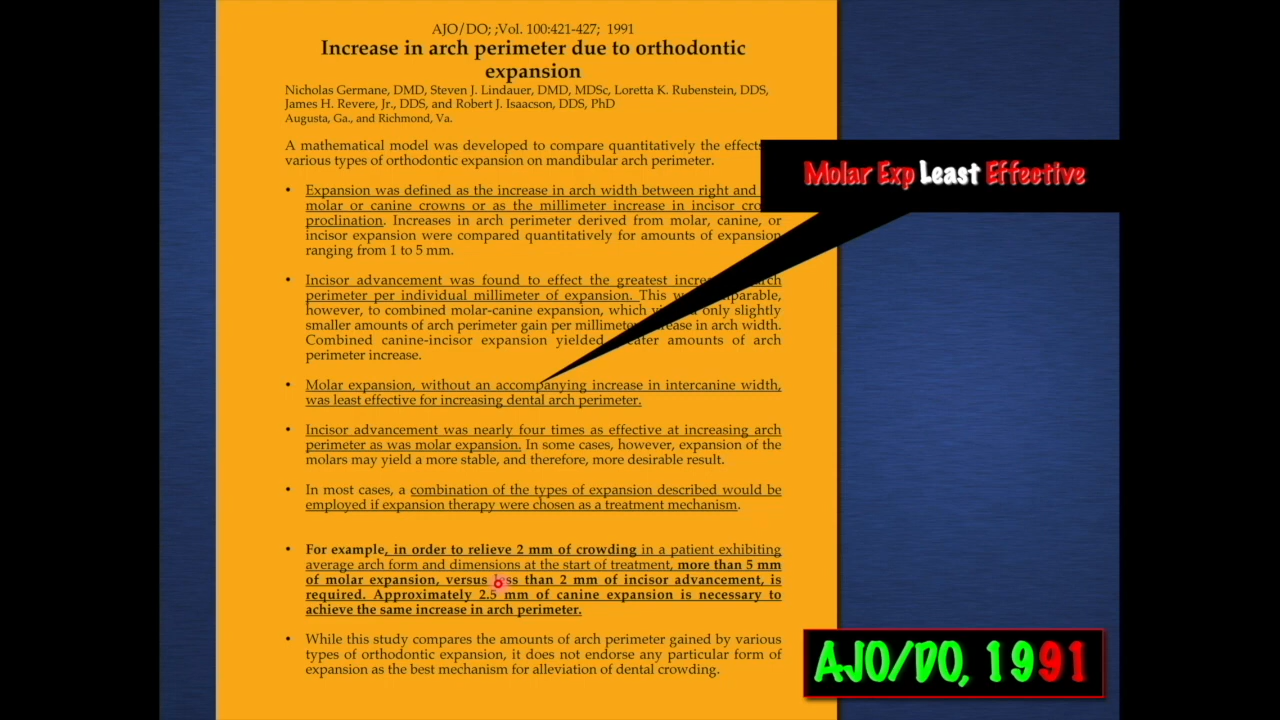 AJO/DO; ;Vol. 100:421-427; 1991
Increase in arch perimeter due to orthodontic
expansion
Nicholas Germane, DMD, Steven J. Lindauer, DMD, MDSc, Loretta K. Rubenstein, DDS,
James H. Revere, Jr., DDS, and Robert J. Isaacson, DDS, PhD
Augusta, Ga., and Richmond, Va.
A mathematical model was developed to compare quantitatively the effects
various types of orthodontic expansion on mandibular arch perimeter.
• Expansion was defined as the increase in arch width between right and
molar or canine crowns or as the millimeter increase in incisor
proclination. Increases in arch perimeter derived from molar, canine, or
incisor expansion were compared quantitatively for amounts of expansion
ranging from 1 to 5 mm.
• Incisor advancement was found to effect the greatest arch
perimeter per individual millimeter of expansion. This
however, to combined molar-canine expansion, which only slightly
smaller amounts of arch perimeter gain per in arch width.
Combined canine-incisor expansion yielded amounts of arch
perimeter increase.
• Molar expansion, without an accompanying increase in intercanine width,
was least effective for increasing dental arch perimeter.
• Incisor advancement was nearly four times as effective at increasing arch
perimeter as was molar expansion. In some cases, however, expansion of the
molars may yield a more stable, and therefore, more desirable result.
• In most cases, a combination of the types of expansion described would be
employed if expansion therapy were chosen as a treatment mechanism.
• For example, in order to relieve 2 mm of crowding in a patient exhibiting
average arch form and dimensions at the start of treatment, more than 5 mm
of molar expansion, versus less than 2 mm of incisor advancement, is
required. Approximately 2.5 mm of canine expansion is necessary to
achieve the same increase in arch perimeter.
• While this study compares the amounts of arch perimeter gained by various
types of orthodontic expansion, it does not endorse any particular form of
expansion as the best mechanism for alleviation of dental crowding.
Molar Exp Least Effective
AJO/DO, 1991